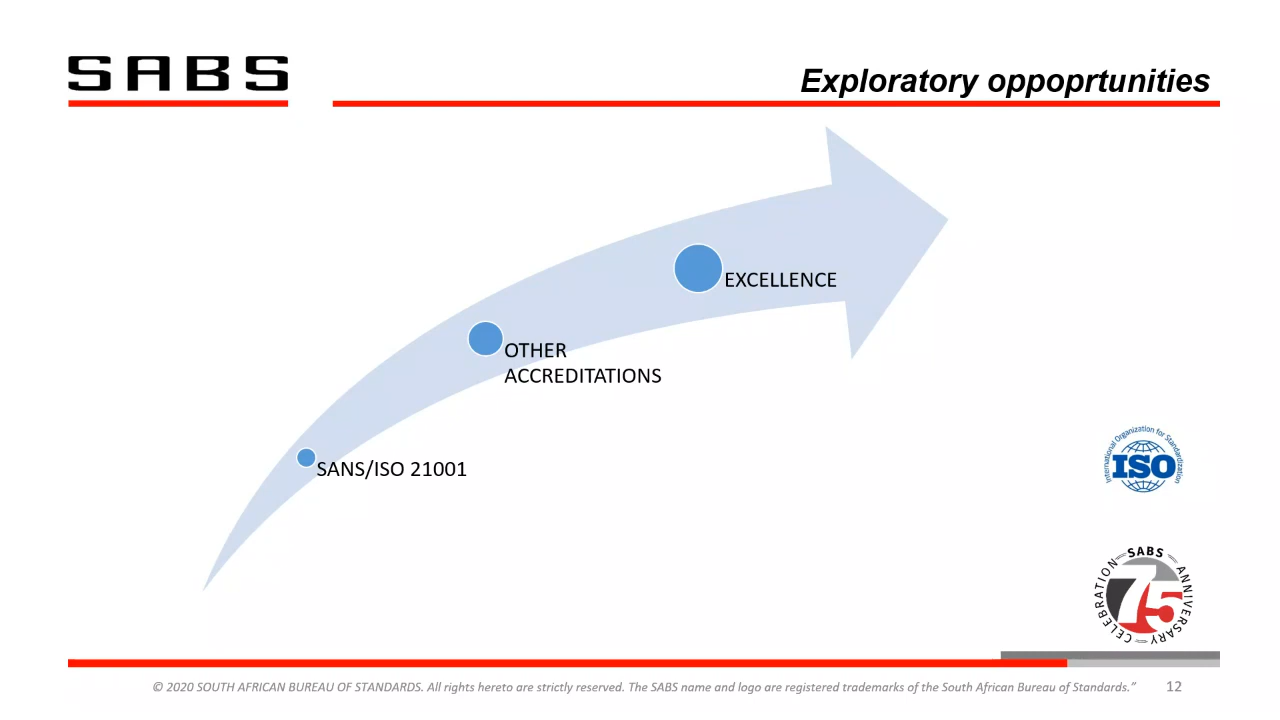 SABS
Exploratory oppoprtunities
EXCELLENCE
OTHER
ACCREDITATIONS
SANS/ISO 21001
International Organization for Standardization
ISO
SABS
75
ANNIVERSARY
CELEBRATION
© 2020 SOUTH AFRICAN BUREAU OF STANDARDS. All rights hereto are strictly reserved. The SABS name and logo are registered trademarks of the South African Bureau of Standards.”
12